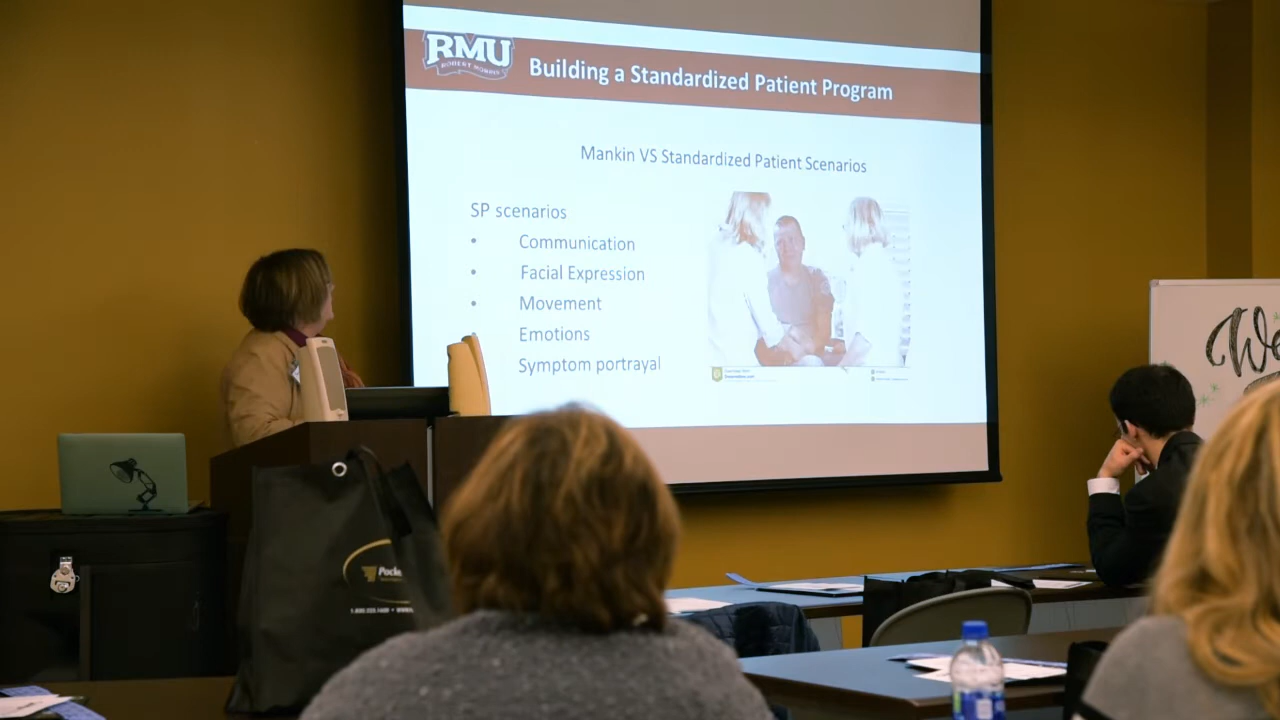 RMU
ROBERT MORRIS
Building a Standardized Patient Program
Mankin VS Standardized Patient Scenarios
SP scenarios
• Communication
• Facial Expression
• Movement
Emotions
Symptom portrayal
We